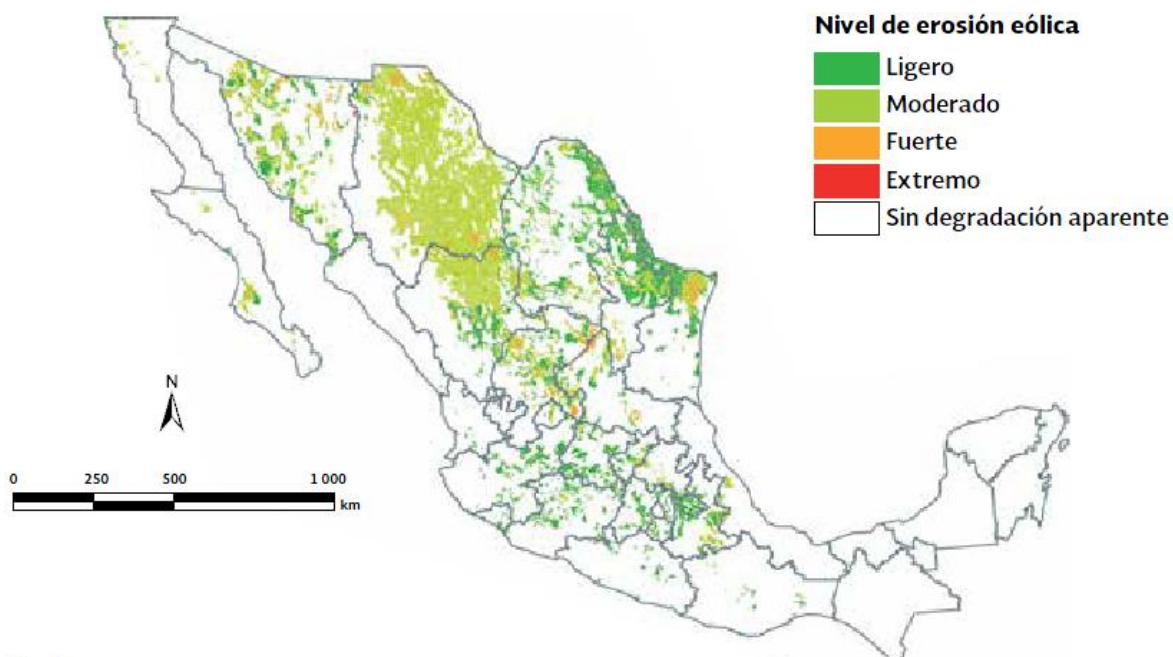 Nivel de erosión eólica
Ligero
Moderado
Fuerte
Extremo
Sin degradación aparente
N
0 250 500 1 000
km